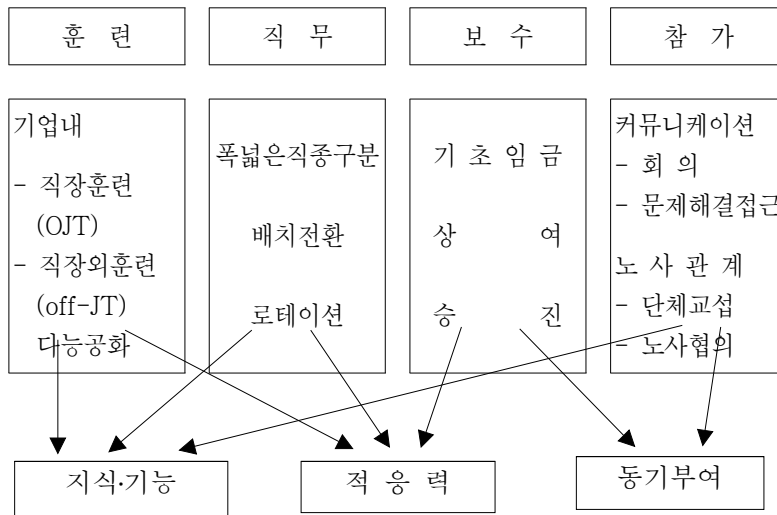 훈 련
직 무
보 수
참 가
기업내
- 직장훈련
(OJT)
- 직장외훈련
(off-JT)
다능공화
폭넓은직종구분
배치전환
로테이션
기 초 임 금
상 여
승 진
커뮤니케이션
- 회 의
- 문제해결접근
노 사 관 계
- 단체교섭
- 노사협의
지식·기능
적 응 력
동기부여